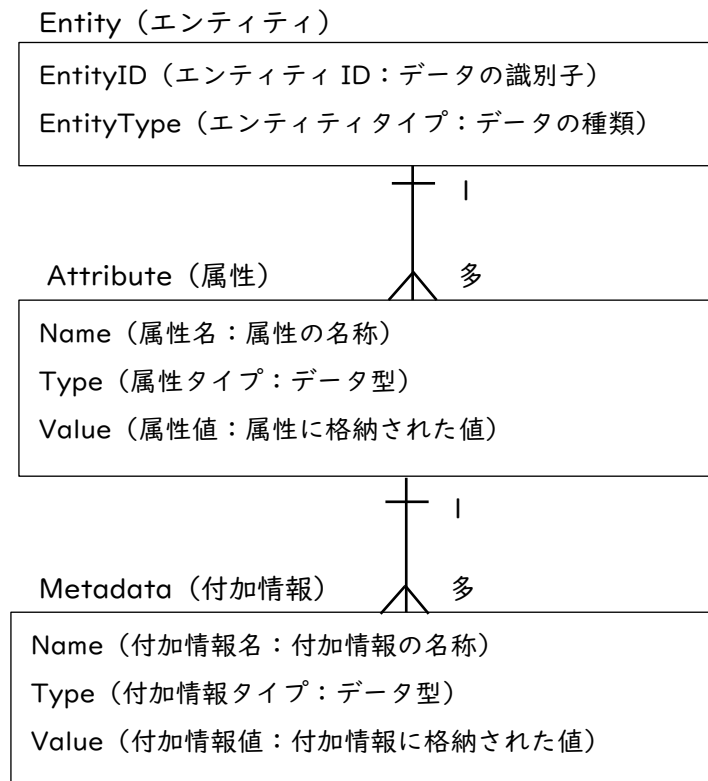 Entity（エンティティ）
EntityID（エンティティ ID：データの識別子）
EntityType（エンティティタイプ：データの種類）
1
Attribute（属性）
多
Name（属性名：属性の名称）
Type（属性タイプ：データ型）
Value（属性値：属性に格納された値）
1
Metadata（付加情報）
多
Name（付加情報名：付加情報の名称）
Type（付加情報タイプ：データ型）
Value（付加情報値：付加情報に格納された値）